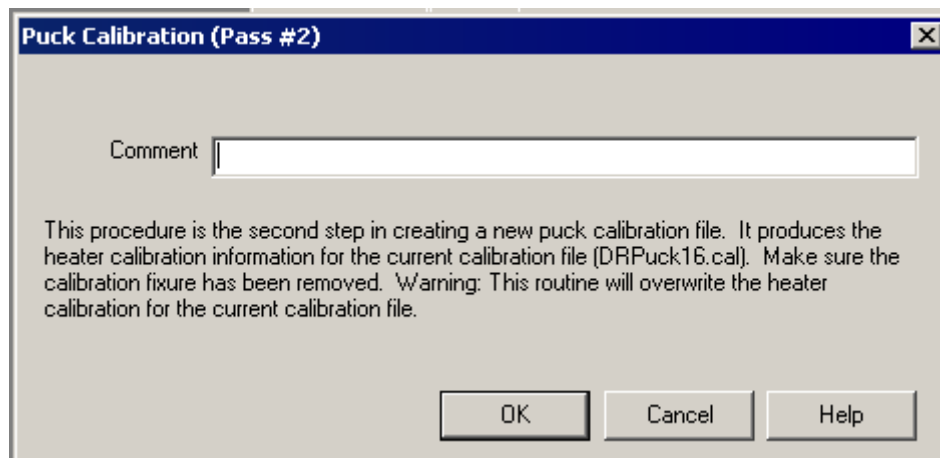 Puck Calibration (Pass #2)
Comment
This procedure is the second step in creating a new puck calibration file.  It produces the
heater calibration information for the current calibration file (DRPuck16.cal).  Make sure the
calibration fixure has been removed.  Warning: This routine will overwrite the heater
calibration for the current calibration file.
OK Cancel Help